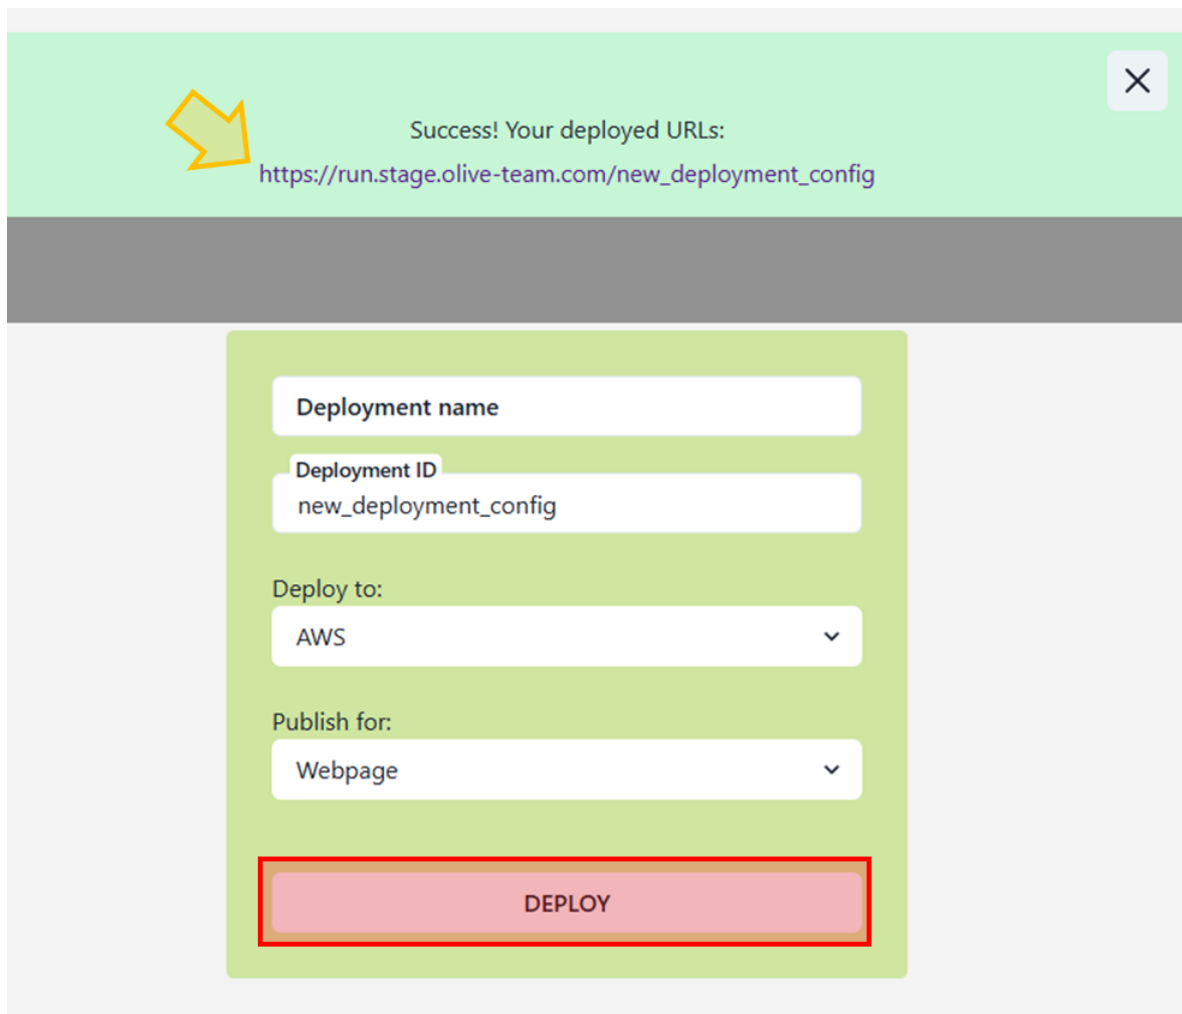 Success! Your deployed URLs:
https://run.stage.olive-team.com/new_deployment_config
Deployment name
Deployment ID
new_deployment_config
Deploy to:
AWS
Publish for:
Webpage
DEPLOY